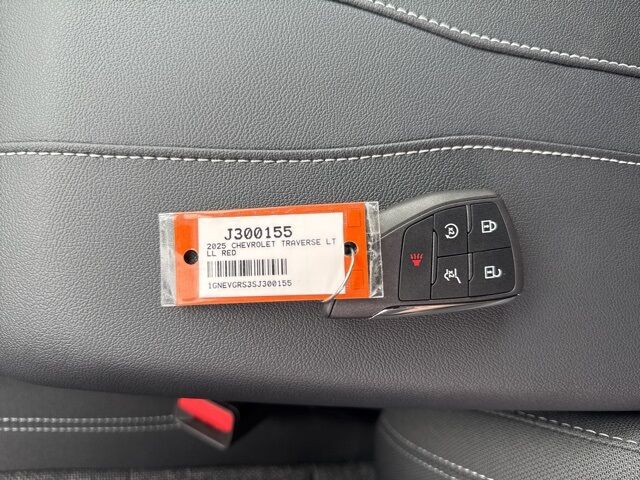 J300155
2025 CHEVROLET TRAVERSE LT
LL RED
1GNEVGRS3SJ300155